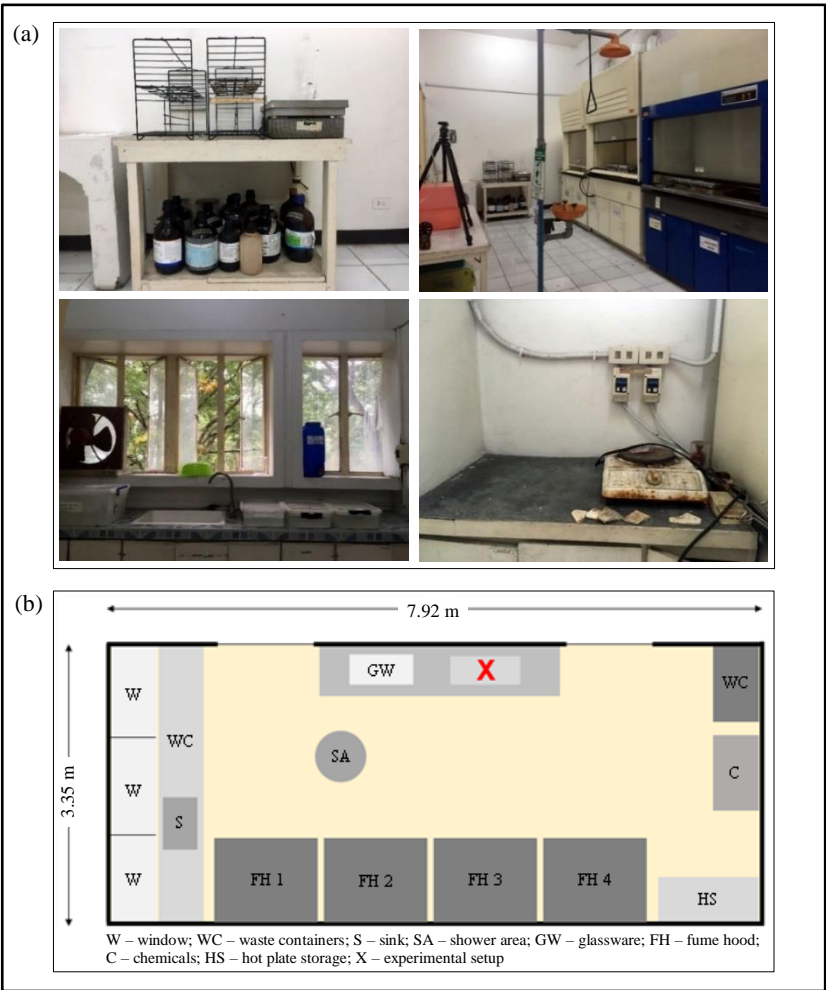 (a)
(b)
7.92 m
3.35 m
GW
X
W
WC
WC
SA
C
W
S
W
FH 1
FH 2
FH 3
FH 4
HS
W – window; WC – waste containers; S – sink; SA – shower area; GW – glassware; FH – fume hood;
C – chemicals; HS – hot plate storage; X – experimental setup